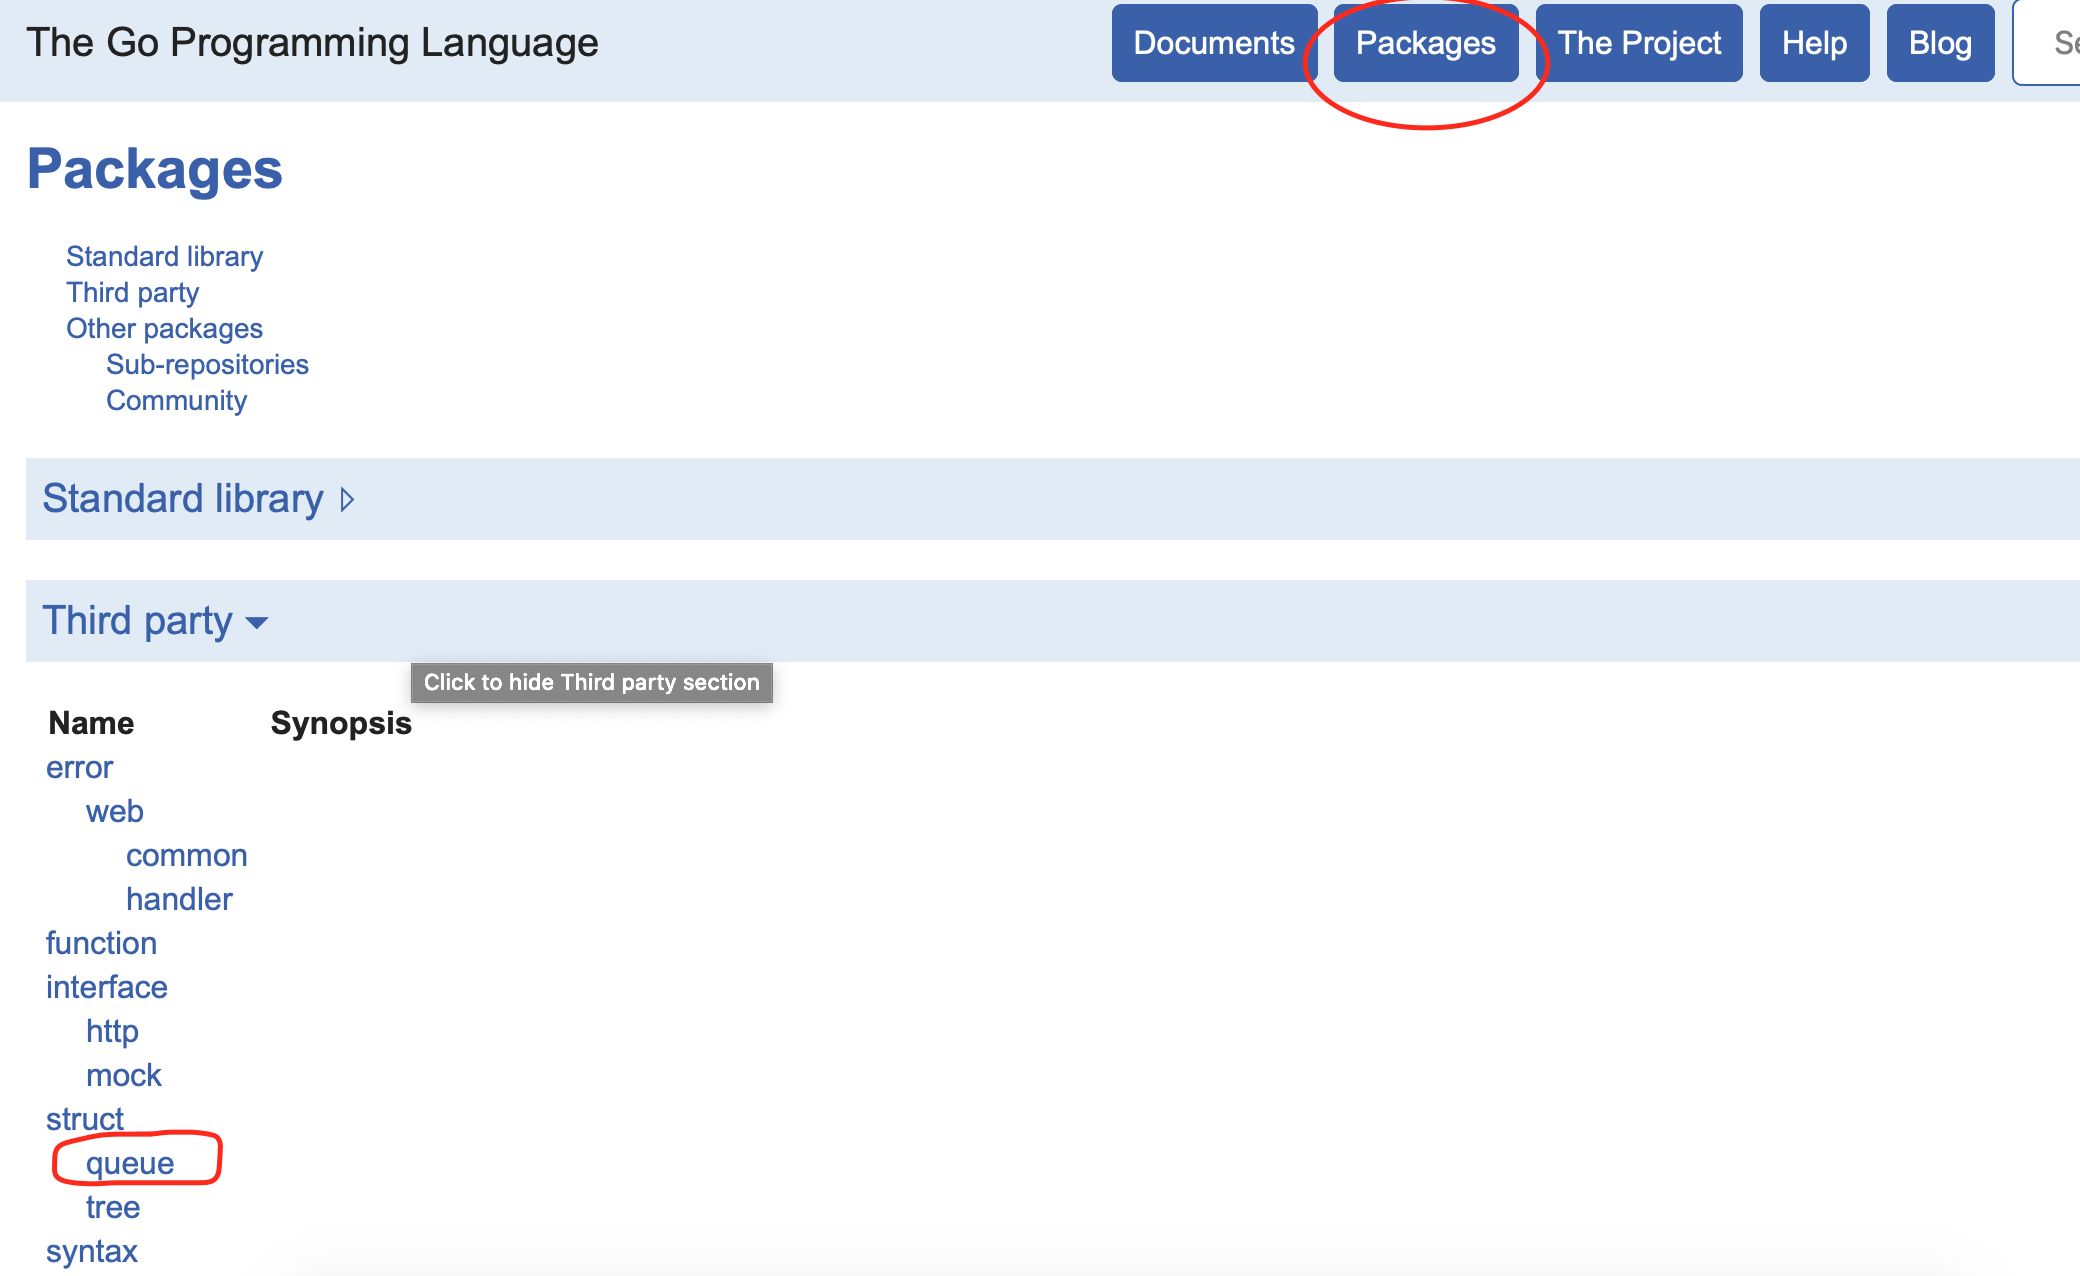 The Go Programming Language
Documents Packages The Project Help Blog Se
Packages
Standard library
Third party
Other packages
Sub-repositories
Community
Standard library
Third party
Click to hide Third party section
Name Synopsis
error
web
common
handler
function
interface
http
mock
struct
queue
tree
syntax